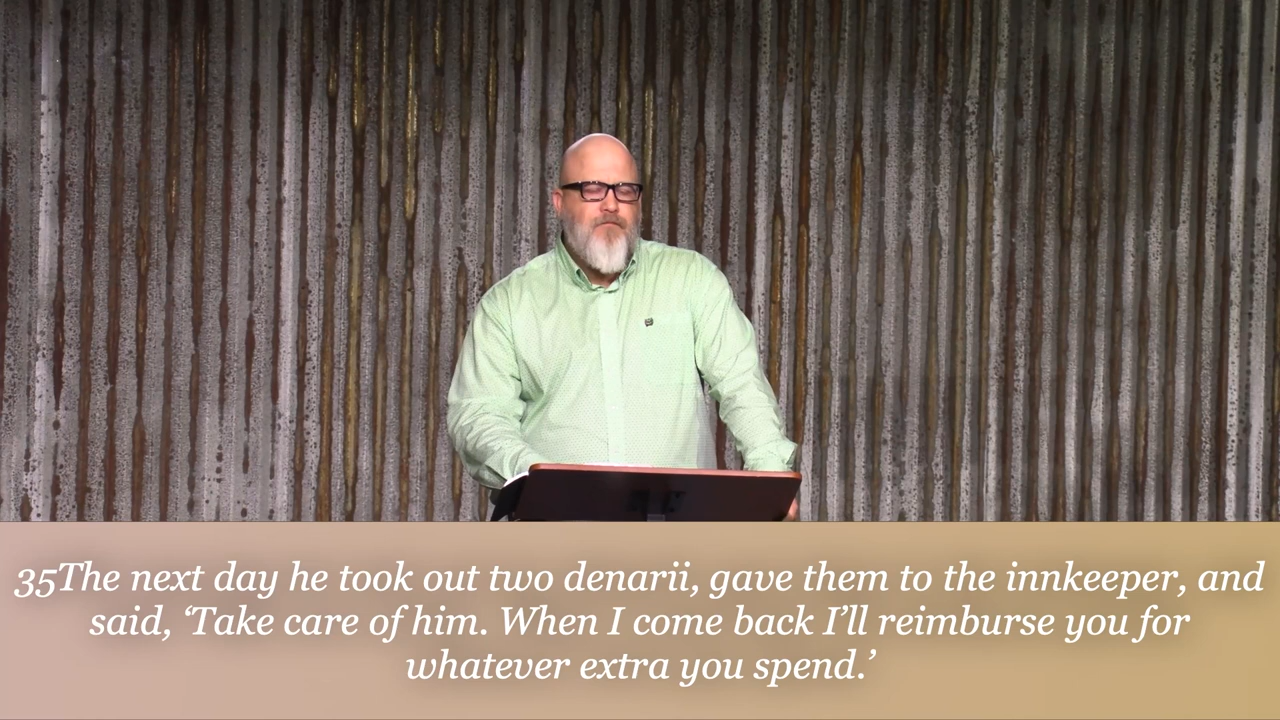 35The next day he took out two denarii, gave them to the innkeeper, and
said, ‘Take care of him. When I come back I’ll reimburse you for
whatever extra you spend.’